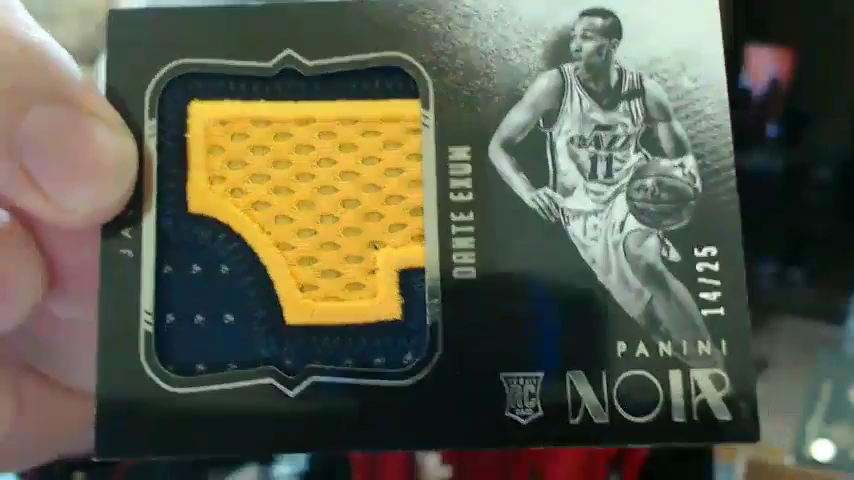 DANTE EXUM
JAZZ
11
14/25
PANINI
RC
NOIR